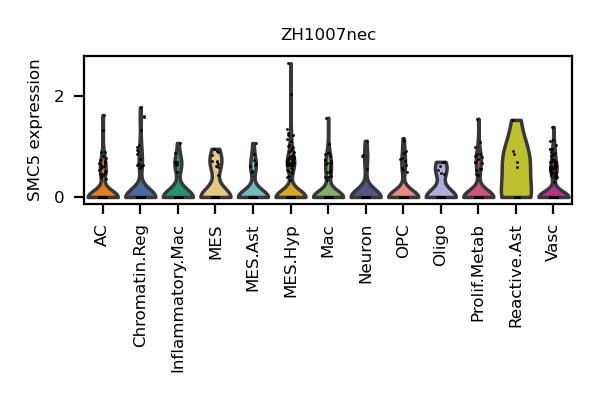 ZH1007nec
SMC5 expression
2
0
AC
Chromatin.Reg
Inflammatory.Mac
MES
MES.Ast
MES.Hyp
Mac
Neuron
OPC
Oligo
Prolif.Metab
Reactive.Ast
Vasc